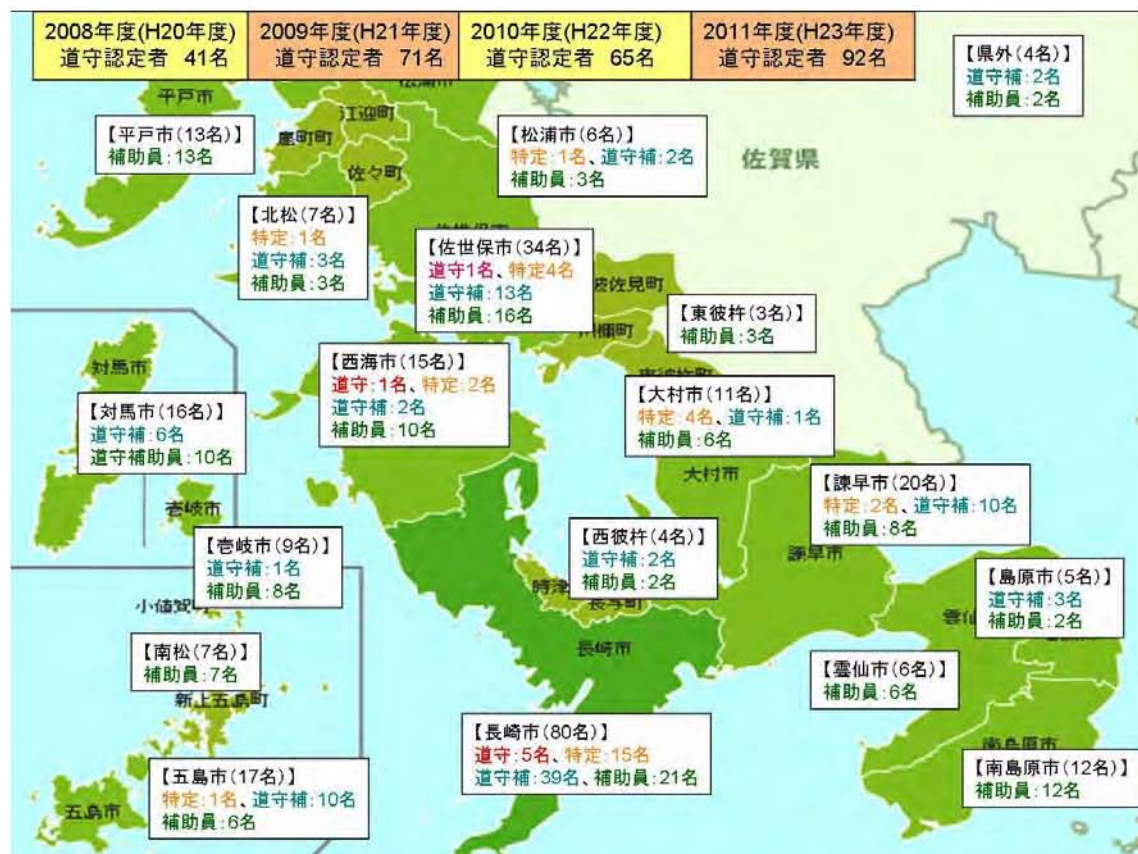 2008年度(H20年度)
道守認定者 41名
2009年度(H21年度)
道守認定者 71名
2010年度(H22年度)
道守認定者 65名
2011年度(H23年度)
道守認定者 92名
【県外(4名)】
道守補:2名
補助員:2名
平戸市
松浦市
江迎町
鹿町町
佐々町
佐賀県
【平戸市(13名)】
補助員:13名
【松浦市(6名)】
特定:1名、道守補:2名
補助員:3名
【北松(7名)】
特定:1名
道守補:3名
補助員:3名
佐世保市
【佐世保市(34名)】
道守1名、特定4名
道守補:13名
補助員:16名
波佐見町
川棚町
東彼杵町
【東彼杵(3名)】
補助員:3名
対馬市
【対馬市(16名)】
道守補:6名
道守補助員:10名
【西海市(15名)】
道守:1名、特定:2名
道守補:2名
補助員:10名
【大村市(11名)】
特定:4名、道守補:1名
補助員:6名
大村市
【諫早市(20名)】
特定:2名、道守補:10名
補助員:8名
諫早市
壱岐市
【壱岐市(9名)】
道守補:1名
補助員:8名
【西彼杵(4名)】
道守補:2名
補助員:2名
時津
長与町
【島原市(5名)】
道守補:3名
補助員:2名
雲仙
小値賀町
【南松(7名)】
補助員:7名
新上五島町
長崎市
【雲仙市(6名)】
補助員:6名
【長崎市(80名)】
道守:5名、特定:15名
道守補:39名、補助員:21名
南島原市
【南島原市(12名)】
補助員:12名
五島市
【五島市(17名)】
特定:1名、道守補:10名
補助員:6名